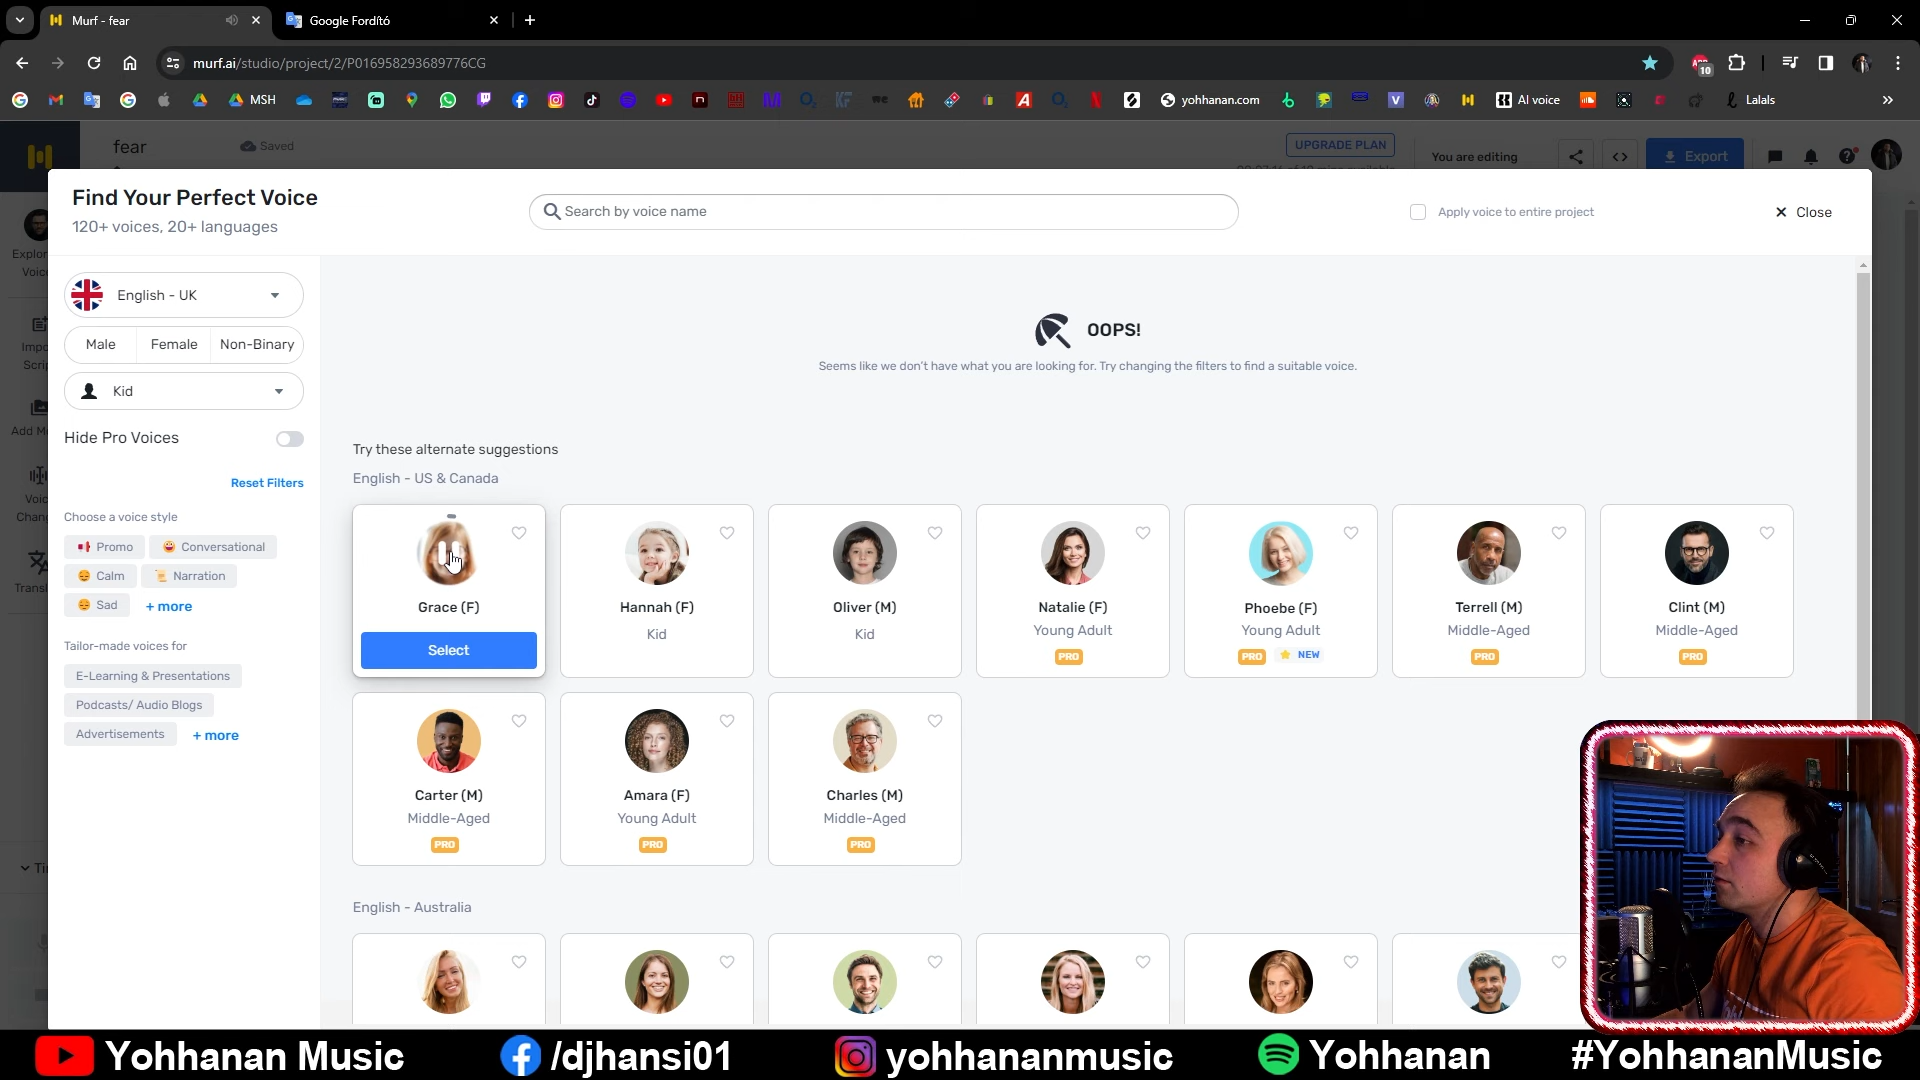 Murf - fear
Google Fordító
murf.ai/studio/project/2/P016958293689776CG
10
MSH
yohhanan.com
AI voice
Lalals
fear
Saved
UPGRADE PLAN
You are editing
Export
Find Your Perfect Voice
120+ voices, 20+ languages
Search by voice name
Apply voice to entire project
Close
English - UK
Male
Female
Non-Binary
Kid
Hide Pro Voices
Reset Filters
Choose a voice style
Promo
Conversational
Calm
Narration
Sad
+ more
Tailor-made voices for
E-Learning & Presentations
Podcasts/ Audio Blogs
Advertisements
+ more
OOPS!
Seems like we don't have what you are looking for. Try changing the filters to find a suitable voice.
Try these alternate suggestions
English - US & Canada
Grace (F)
Select
Hannah (F)
Kid
Oliver (M)
Kid
Natalie (F)
Young Adult
PRO
Phoebe (F)
Young Adult
PRO
NEW
Terrell (M)
Middle-Aged
PRO
Clint (M)
Middle-Aged
PRO
Carter (M)
Middle-Aged
PRO
Amara (F)
Young Adult
PRO
Charles (M)
Middle-Aged
PRO
English - Australia
Yohhanan Music
/djhansi01
yohhananmusic
Yohhanan
#YohhananMusic